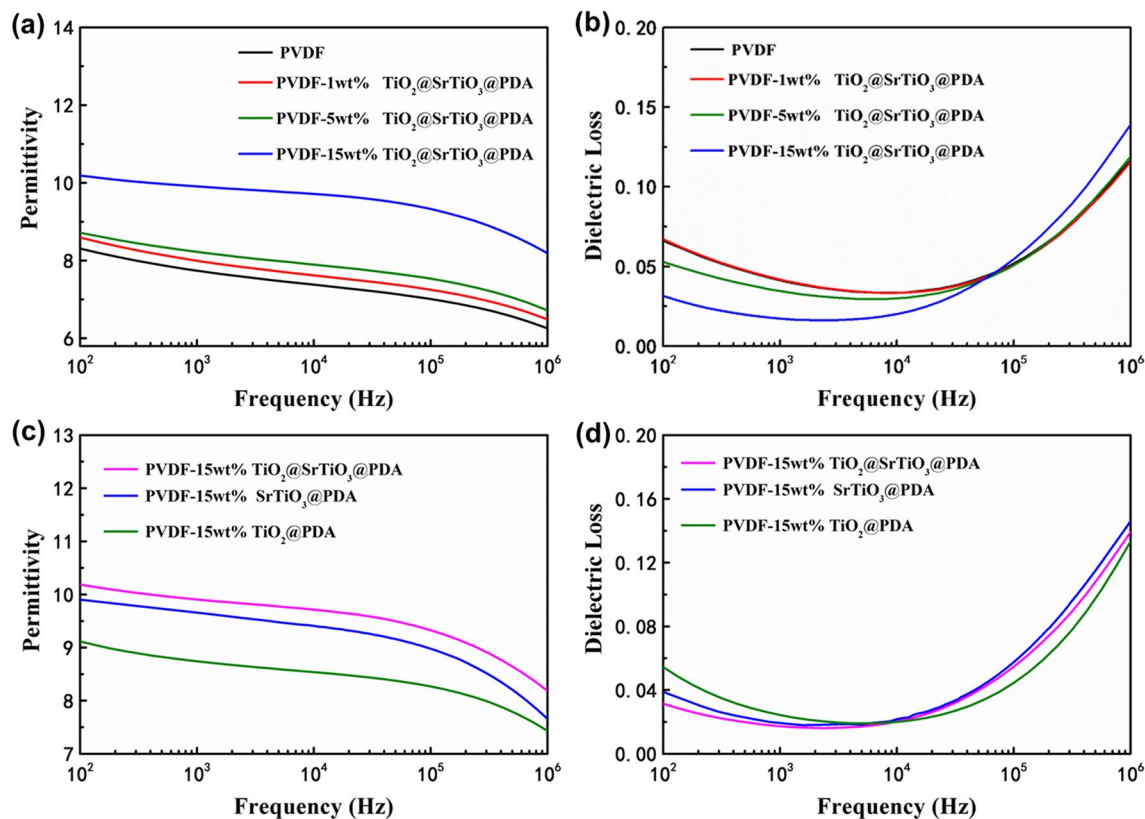 (a)
14
12
10
8
6
Permittivity
PVDF
PVDF-1wt% TiO₂@SrTiO₃@PDA
PVDF-5wt% TiO₂@SrTiO₃@PDA
PVDF-15wt% TiO₂@SrTiO₃@PDA
10² 10³ 10⁴ 10⁵ 10⁶
Frequency (Hz)
(b)
0.20
0.15
0.10
0.05
0.00
Dielectric Loss
PVDF
PVDF-1wt% TiO₂@SrTiO₃@PDA
PVDF-5wt% TiO₂@SrTiO₃@PDA
PVDF-15wt% TiO₂@SrTiO₃@PDA
10² 10³ 10⁴ 10⁵ 10⁶
Frequency (Hz)
(c)
13
12
11
10
9
8
7
Permittivity
PVDF-15wt% TiO₂@SrTiO₃@PDA
PVDF-15wt% SrTiO₃@PDA
PVDF-15wt% TiO₂@PDA
10² 10³ 10⁴ 10⁵ 10⁶
Frequency (Hz)
(d)
0.20
0.16
0.12
0.08
0.04
0.00
Dielectric Loss
PVDF-15wt% TiO₂@SrTiO₃@PDA
PVDF-15wt% SrTiO₃@PDA
PVDF-15wt% TiO₂@PDA
10² 10³ 10⁴ 10⁵ 10⁶
Frequency (Hz)